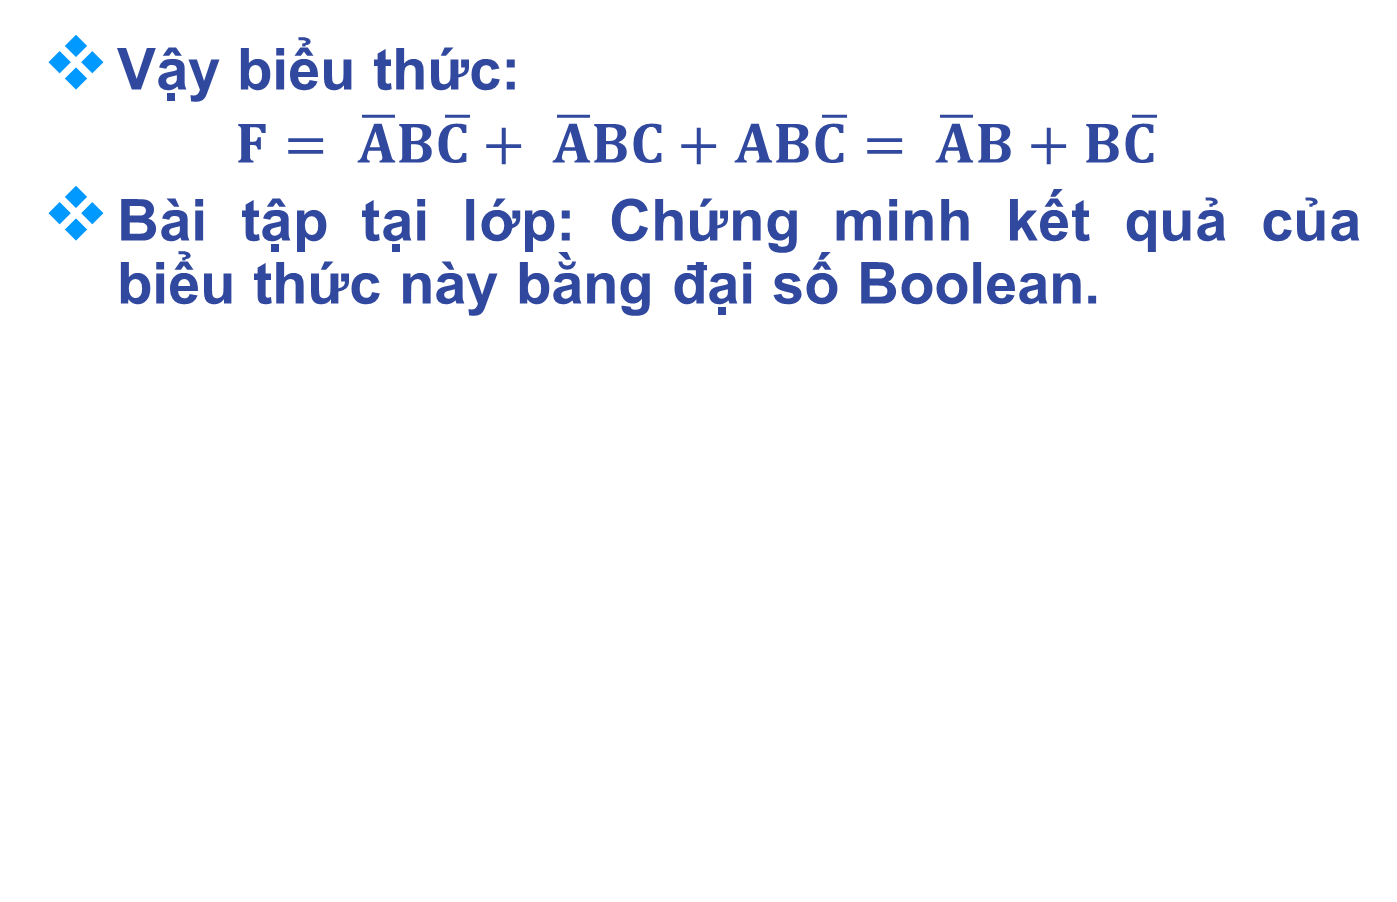 ❖ Vậy biểu thức:
F = A̅BC̅ + A̅BC + ABC̅ = A̅B + BC̅
❖ Bài tập tại lớp: Chứng minh kết quả của
biểu thức này bằng đại số Boolean.